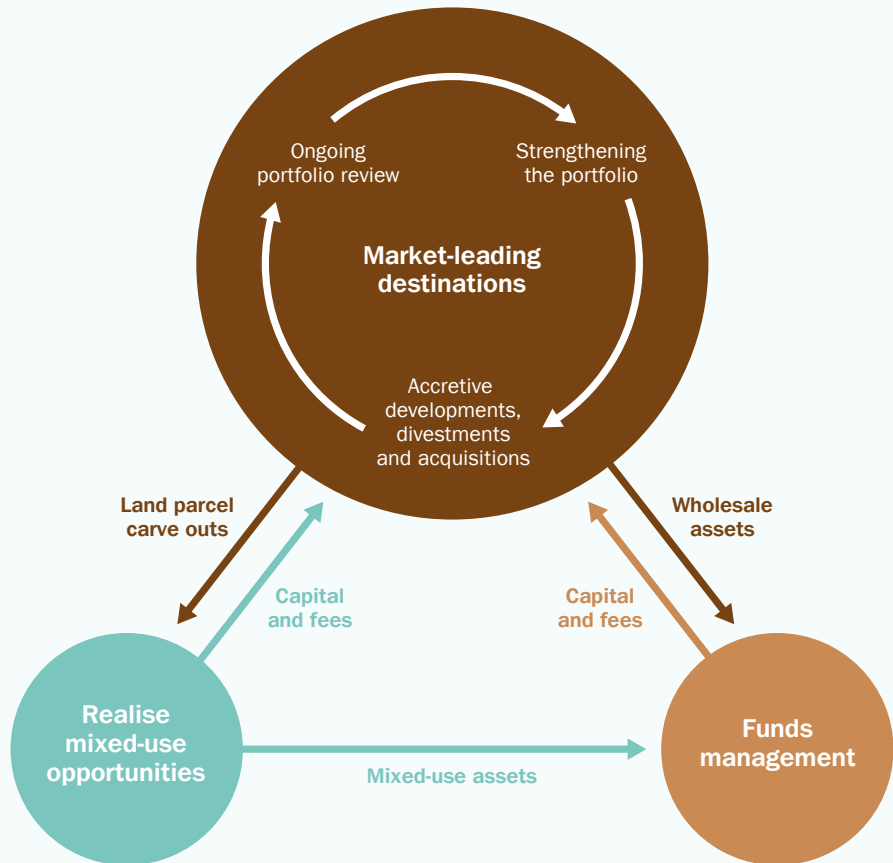 Ongoing
portfolio review
Strengthening
the portfolio
Market-leading
destinations
Accretive
developments,
divestments
and acquisitions
Land parcel
carve outs
Wholesale
assets
Capital
and fees
Capital
and fees
Realise
mixed-use
opportunities
Funds
management
Mixed-use assets